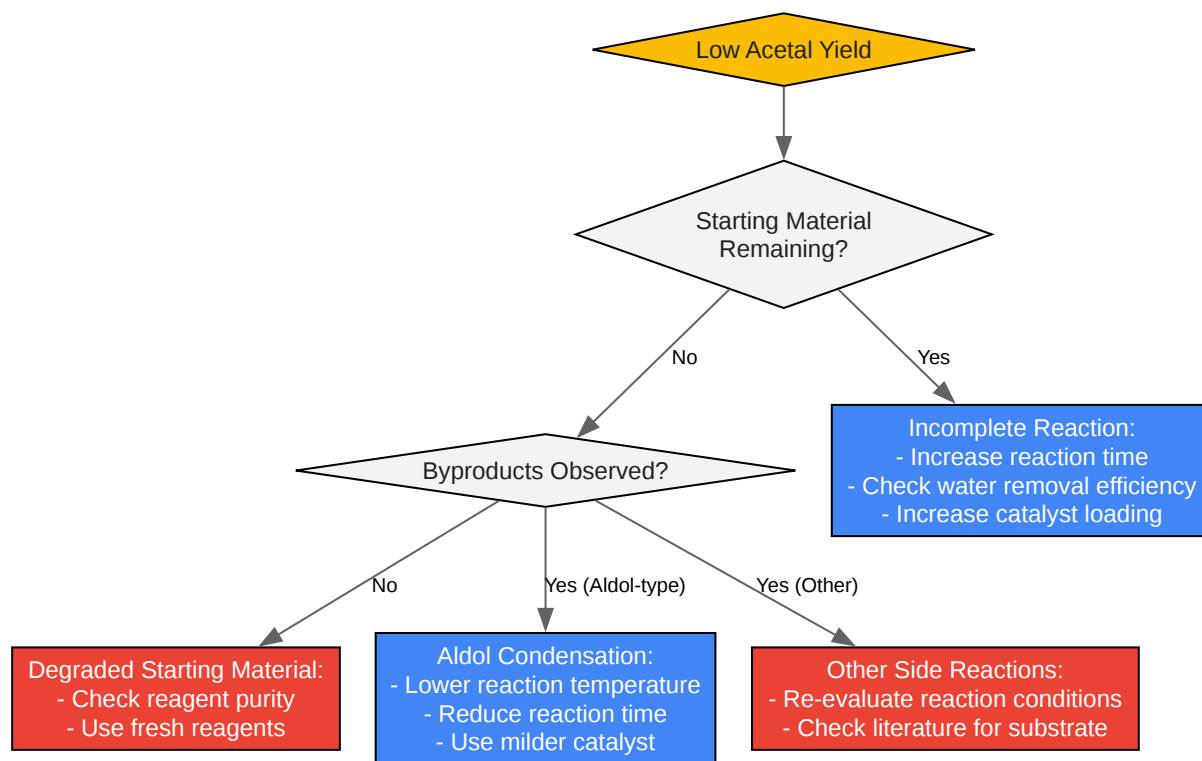 Low Acetal Yield
Starting Material
Remaining?
No
Yes
Incomplete Reaction:
- Increase reaction time
- Check water removal efficiency
- Increase catalyst loading
Byproducts Observed?
No
Yes (Aldol-type)
Yes (Other)
Degraded Starting Material:
- Check reagent purity
- Use fresh reagents
Aldol Condensation:
- Lower reaction temperature
- Reduce reaction time
- Use milder catalyst
Other Side Reactions:
- Re-evaluate reaction conditions
- Check literature for substrate